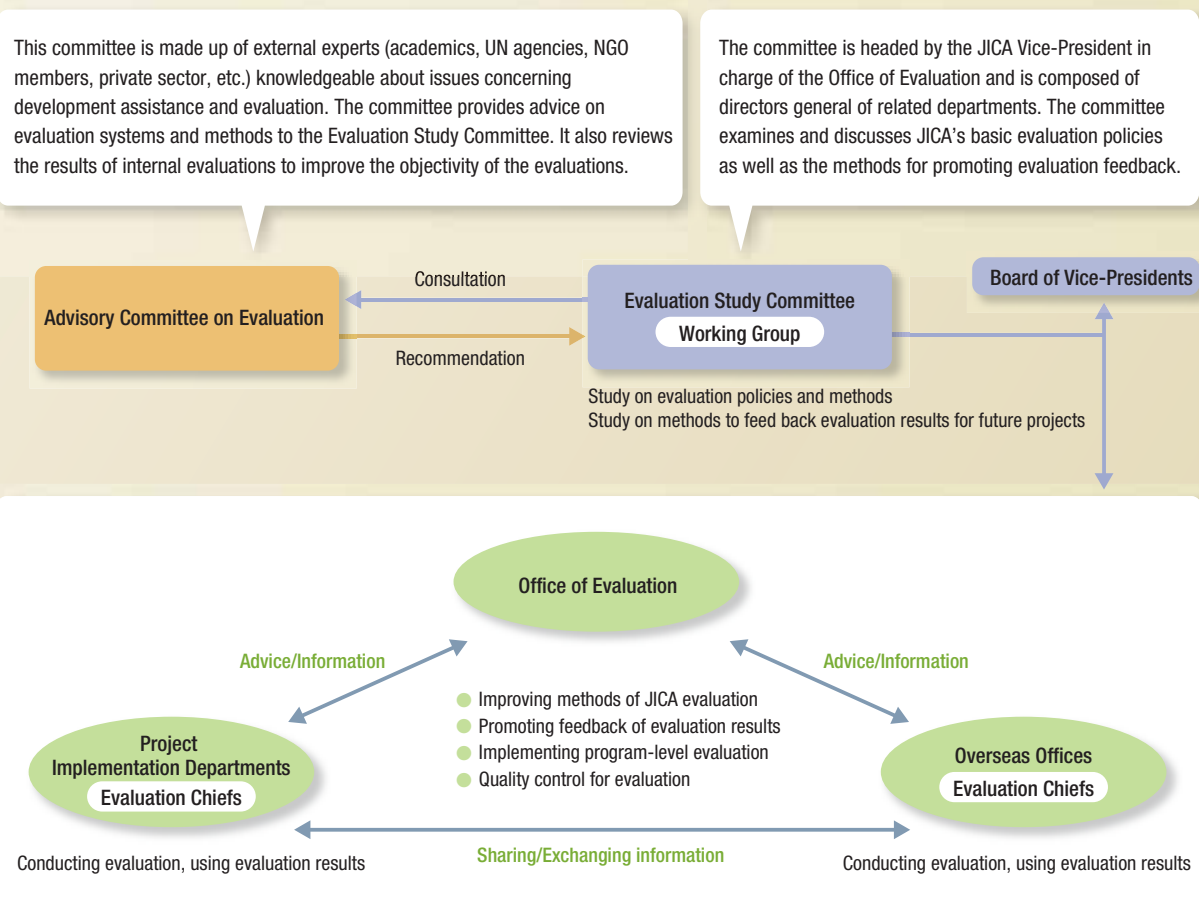 This committee is made up of external experts (academics, UN agencies, NGO
members, private sector, etc.) knowledgeable about issues concerning
development assistance and evaluation. The committee provides advice on
evaluation systems and methods to the Evaluation Study Committee. It also reviews
the results of internal evaluations to improve the objectivity of the evaluations.
The committee is headed by the JICA Vice-President in
charge of the Office of Evaluation and is composed of
directors general of related departments. The committee
examines and discusses JICA's basic evaluation policies
as well as the methods for promoting evaluation feedback.
Advisory Committee on Evaluation
Consultation
Recommendation
Evaluation Study Committee
Working Group
Board of Vice-Presidents
Study on evaluation policies and methods
Study on methods to feed back evaluation results for future projects
Office of Evaluation
Advice/Information
Advice/Information
Improving methods of JICA evaluation
Promoting feedback of evaluation results
Implementing program-level evaluation
Quality control for evaluation
Project
Implementation Departments
Evaluation Chiefs
Overseas Offices
Evaluation Chiefs
Sharing/Exchanging information
Conducting evaluation, using evaluation results
Conducting evaluation, using evaluation results